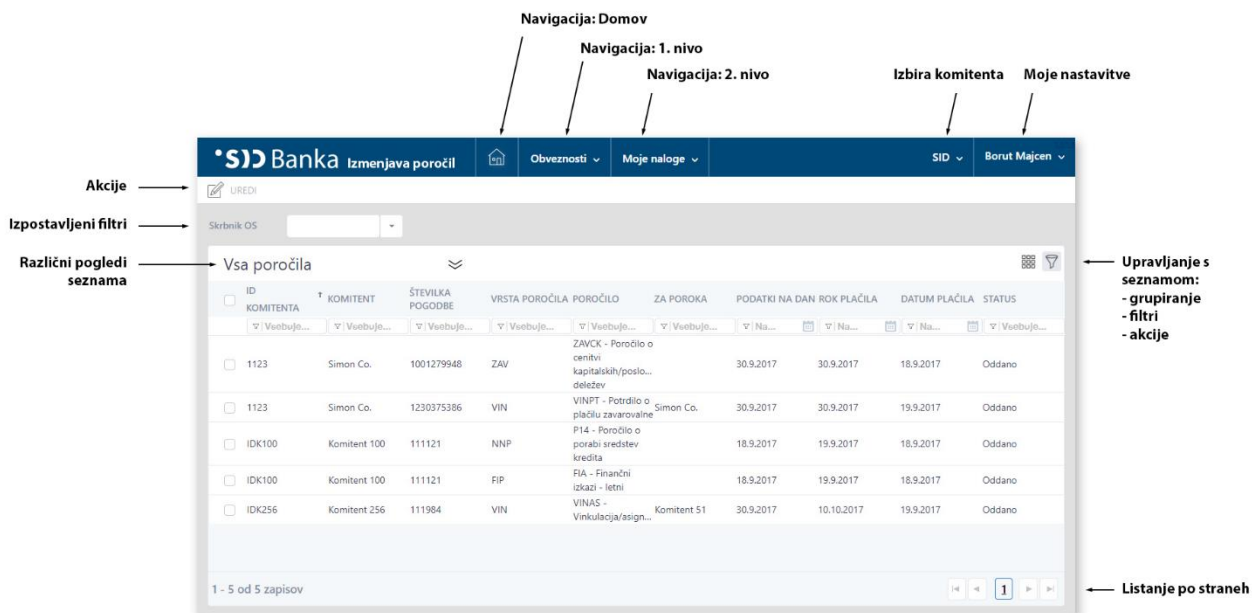 Navigacija: Domov
Navigacija: 1. nivo
Navigacija: 2. nivo
Izbira komitenta
Moje nastavitve
SID Banka Izmenjava poročil
Obveznosti
Moje naloge
SID
Borut Majcen
Akcije
UREDI
Izpostavljeni filtri
Skrbnik OS
Različni pogledi
seznama
Vsa poročila
Upravljanje s
seznamom:
- grupiranje
- filtri
- akcije
ID KOMITENTA KOMITENT ŠTEVILKA POGODBE VRSTA POROČILA POROČILO ZA POROKA PODATKI NA DAN ROK PLAČILA DATUM PLAČILA STATUS
Vsebuje... Vsebuje... Vsebuje... Vsebuje... Vsebuje... Vsebuje... Na... Na... Na... Vsebuje...
1123 Simon Co. 1001279948 ZAV ZAVCK - Poročilo o cenitvi kapitalskih/poslo... deležev 30.9.2017 30.9.2017 18.9.2017 Oddano
1123 Simon Co. 1230375386 VIN VINPT - Potrdilo o plačilu zavarovalne Simon Co. 30.9.2017 30.9.2017 19.9.2017 Oddano
IDK100 Komitent 100 111121 NNP P14 - Poročilo o porabi sredstev kredita 18.9.2017 19.9.2017 18.9.2017 Oddano
IDK100 Komitent 100 111121 FIP FIA - Finančni izkazi - letni 18.9.2017 19.9.2017 18.9.2017 Oddano
IDK256 Komitent 256 111984 VIN VINAS - Vinkulacija/asign... Komitent 51 30.9.2017 10.10.2017 19.9.2017 Oddano
1 - 5 od 5 zapisov
1
Listanje po straneh